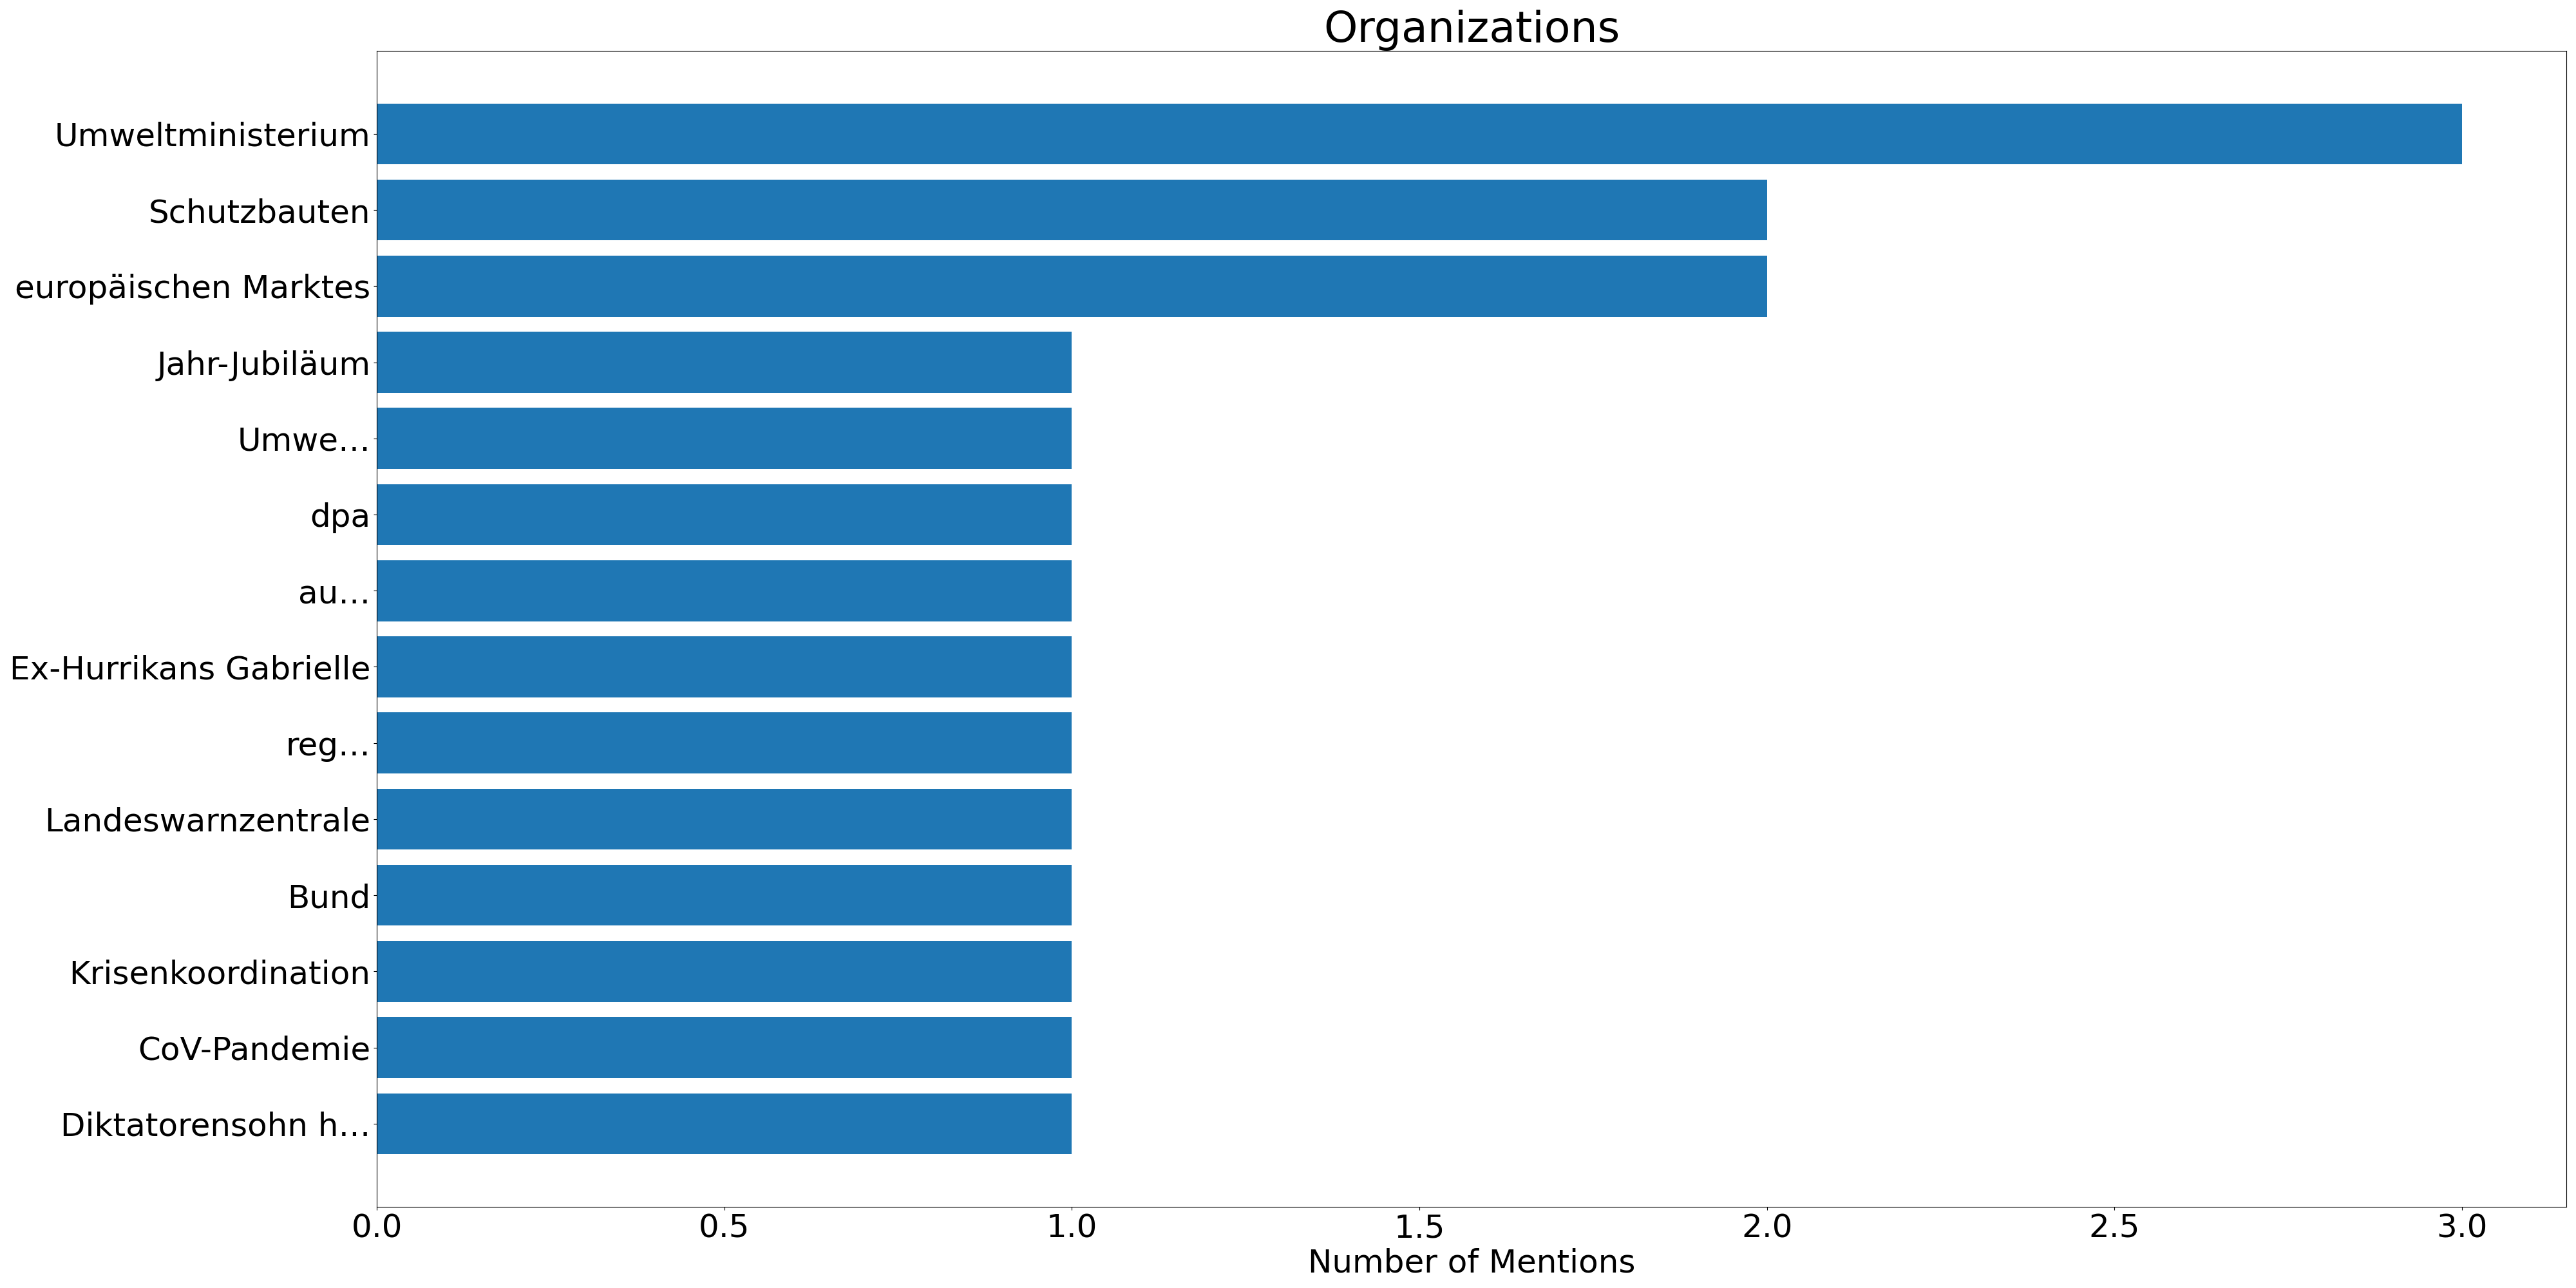 Organizations
Umweltministerium
Schutzbauten
europäischen Marktes
Jahr-Jubiläum
Umwe...
dpa
au...
Ex-Hurrikans Gabrielle
reg...
Landeswarnzentrale
Bund
Krisenkoordination
CoV-Pandemie
Diktatorensohn h...
0.0 0.5 1.0 1.5 2.0 2.5 3.0
Number of Mentions